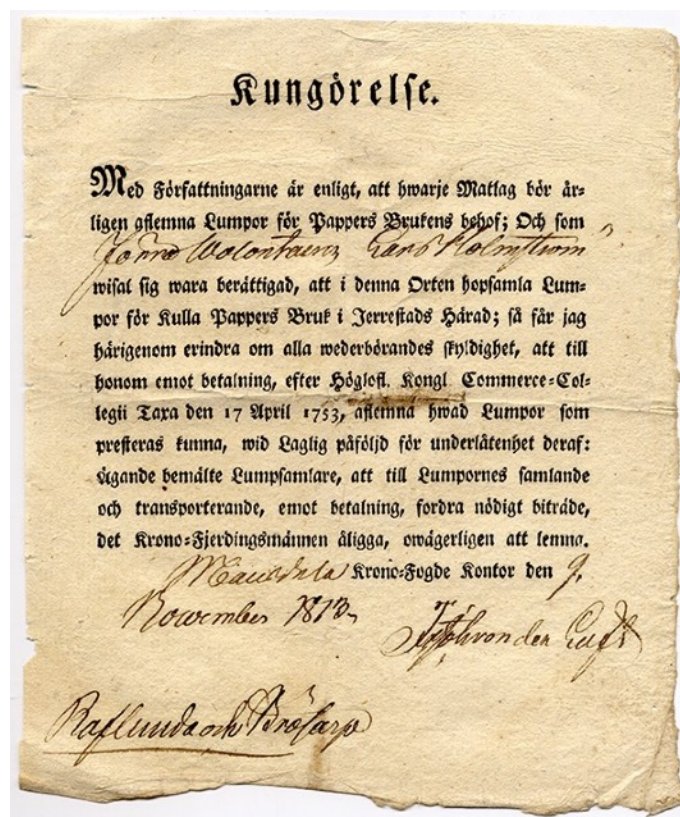 Kungörelse.
Med Författningarne är enligt, att hwarje Matlag bör år-
ligen aflemna Lumpor för Pappers Brukens behof; Och som
Lars Holmström
wisat sig wara berättigad, att i denna Orten hopsamla Lum-
por för Kulla Pappers Bruk i Jerrestads Härad; så får jag
härigenom erindra om alla wederbörandes skyldighet, att till
honom emot betalning, efter Höglofl. Kongl. Commerce-Col-
legii Taxa den 17 April 1753, aflemna hwad Lumpor som
presteras kunna, wid Laglig påföljd för underlåtenhet deraf:
Ägande bemälte Lumpsamlare, att till Lumpornes samlande
och transporterande, emot betalning, fordra nödigt biträde,
det Krono-Fjerdingsmännen åligga, owägerligen att lemna.
Krono-Fogde Kontor den 9.
November 1813.
Raflunda och Brösarp